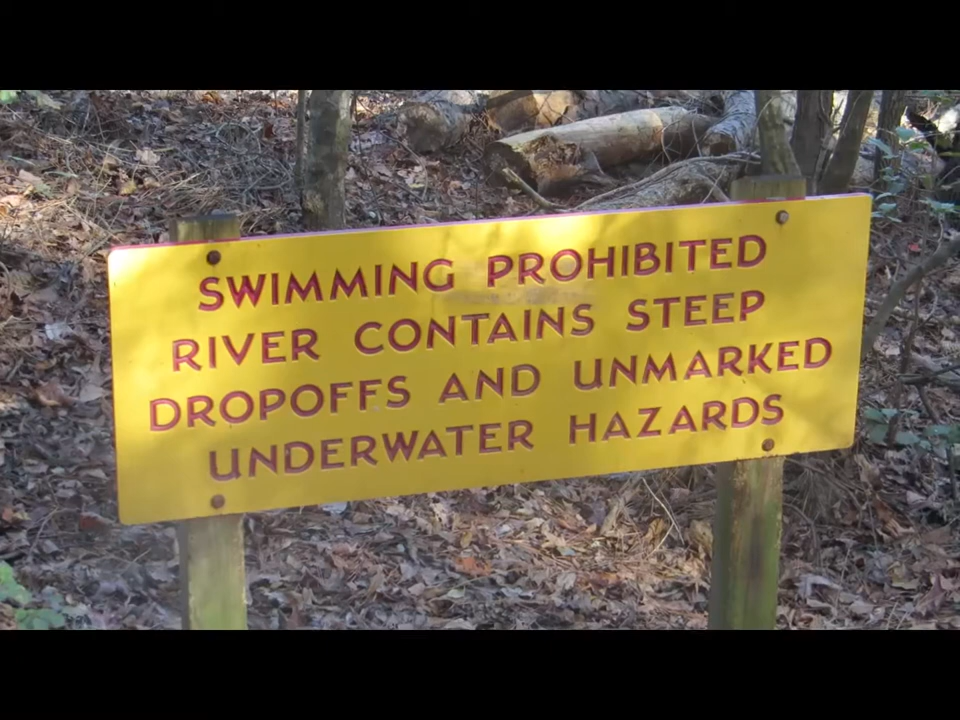 SWIMMING PROHIBITED
RIVER CONTAINS STEEP
DROPOFFS AND UNMARKED
UNDERWATER HAZARDS